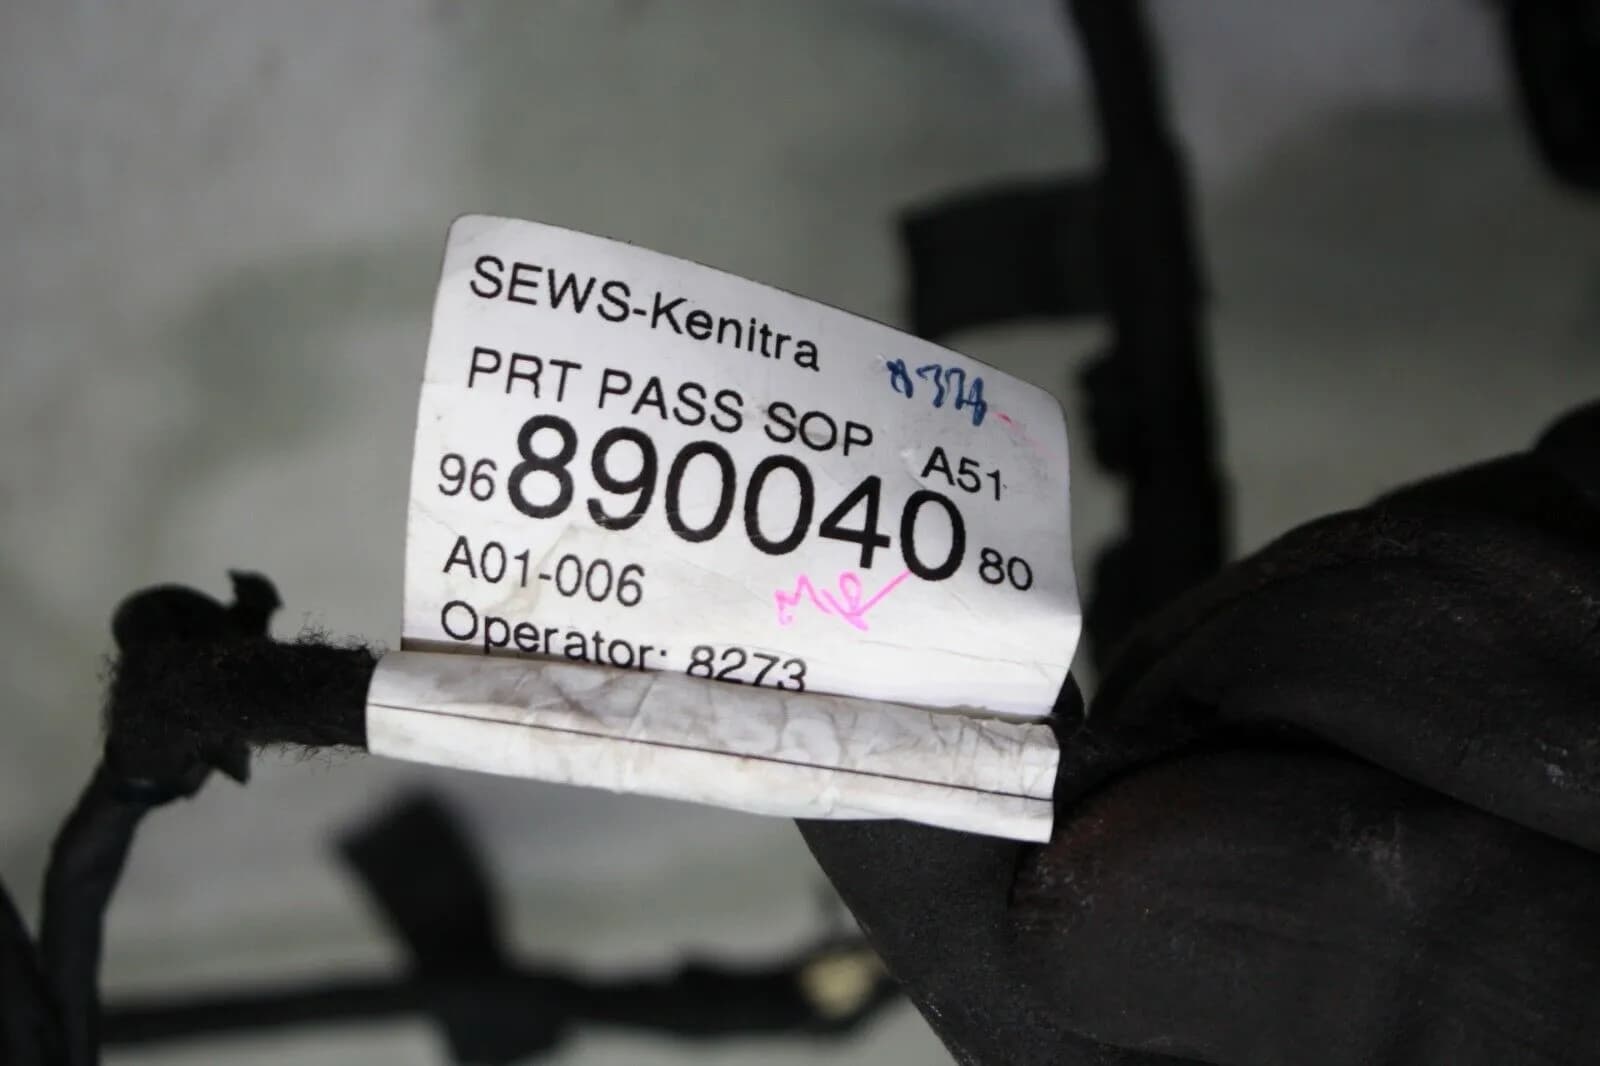 SEWS-Kenitra
PRT PASS SOP A51
96 890040 80
A01-006
Operator: 8273